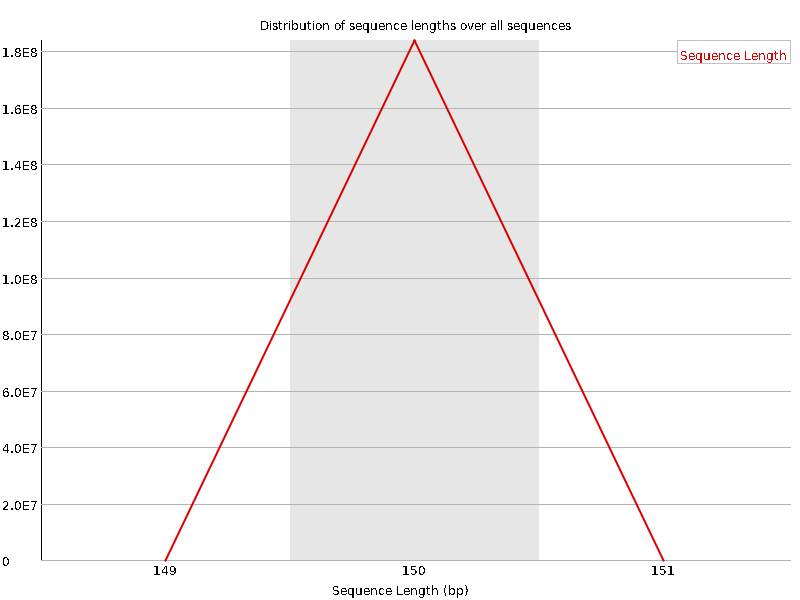 Distribution of sequence lengths over all sequences
Sequence Length
1.8E8
1.6E8
1.4E8
1.2E8
1.0E8
8.0E7
6.0E7
4.0E7
2.0E7
0
149 150 151
Sequence Length (bp)